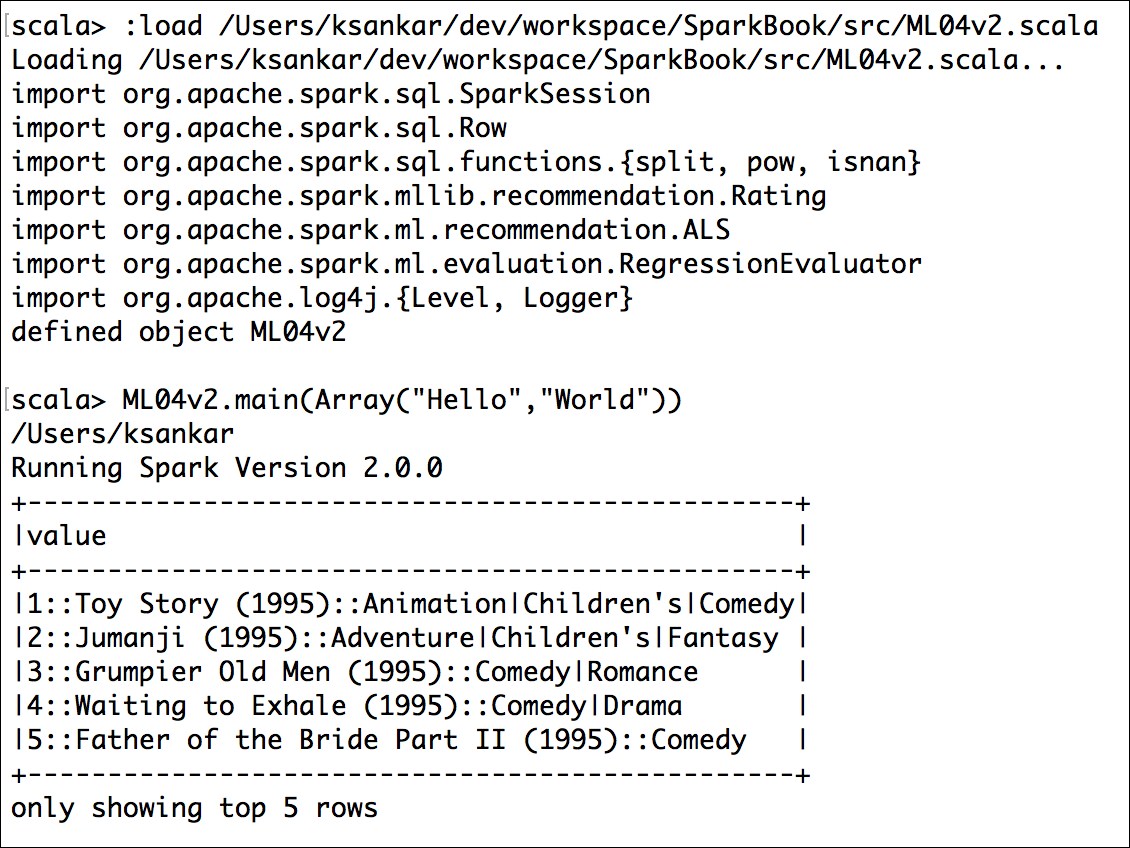 [scala> :load /Users/ksankar/dev/workspace/SparkBook/src/ML04v2.scala
Loading /Users/ksankar/dev/workspace/SparkBook/src/ML04v2.scala...
import org.apache.spark.sql.SparkSession
import org.apache.spark.sql.Row
import org.apache.spark.sql.functions.{split, pow, isnan}
import org.apache.spark.mllib.recommendation.Rating
import org.apache.spark.ml.recommendation.ALS
import org.apache.spark.ml.evaluation.RegressionEvaluator
import org.apache.log4j.{Level, Logger}
defined object ML04v2
[scala> ML04v2.main(Array("Hello","World"))
/Users/ksankar
Running Spark Version 2.0.0
+------------------------------------------------+
|value                                           |
+------------------------------------------------+
|1::Toy Story (1995)::Animation|Children's|Comedy|
|2::Jumanji (1995)::Adventure|Children's|Fantasy |
|3::Grumpier Old Men (1995)::Comedy|Romance      |
|4::Waiting to Exhale (1995)::Comedy|Drama       |
|5::Father of the Bride Part II (1995)::Comedy   |
+------------------------------------------------+
only showing top 5 rows